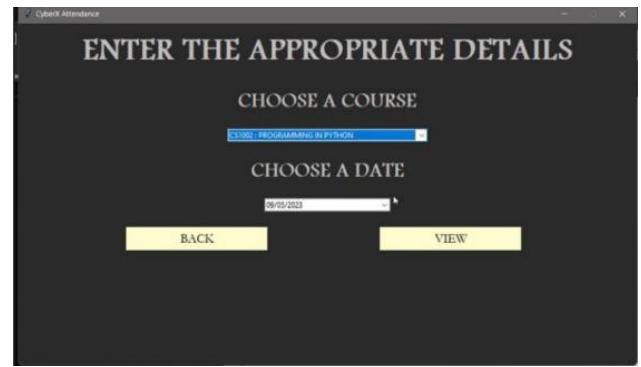 CyberX Attendance
ENTER THE APPROPRIATE DETAILS
CHOOSE A COURSE
CS1002 : PROGRAMMING IN PYTHON
CHOOSE A DATE
09/05/2023
BACK VIEW